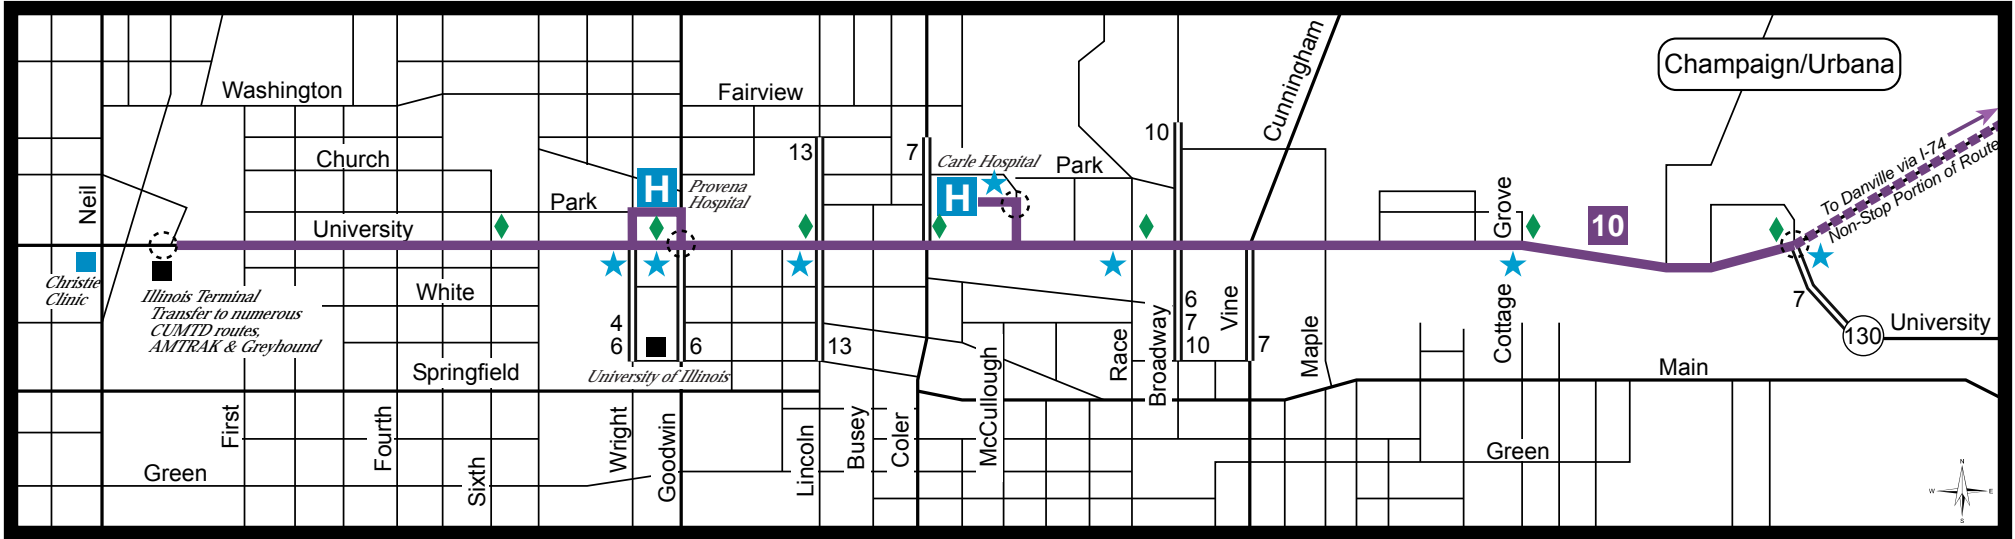 Champaign/Urbana
Cunningham
Washington
Fairview
10
13
7
Church
Carle Hospital
Park
To Danville via I-74
Non-Stop Portion of Route
H
H
Provena
Hospital
Neil
Park
University
Grove
10
Christie
Clinic
Illinois Terminal
Transfer to numerous
CUMTD routes,
AMTRAK & Greyhound
White
4
6
6
13
6
7
10
Vine
7
Maple
Cottage
7
130
University
University of Illinois
Springfield
Race
Broadway
Main
First
Fourth
Sixth
Wright
Goodwin
Lincoln
Busey
Coler
McCullough
Green
Green
N
W
E
S